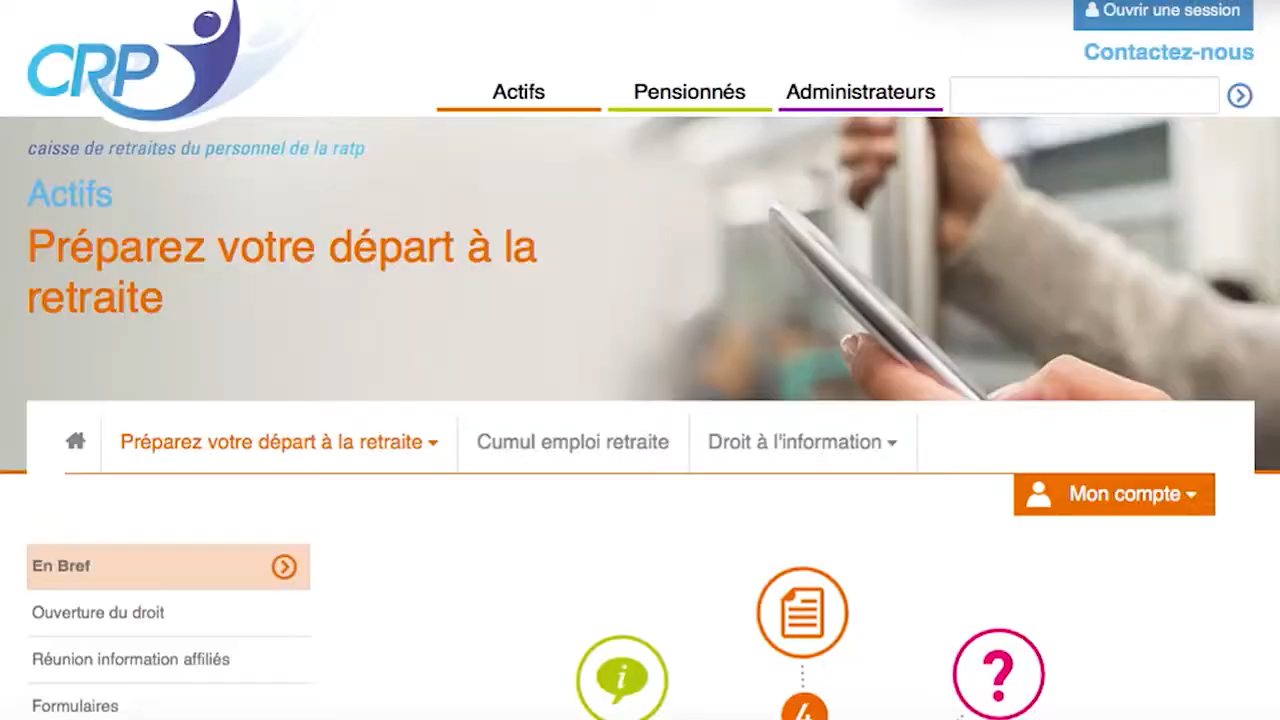 Ouvrir une session
CRP
Contactez-nous
Actifs
Pensionnés
Administrateurs
caisse de retraites du personnel de la ratp
Actifs
Préparez votre départ à la
retraite
Préparez votre départ à la retraite
Cumul emploi retraite
Droit à l'information
Mon compte
En Bref
Ouverture du droit
Réunion information affiliés
Formulaires
i
?
4